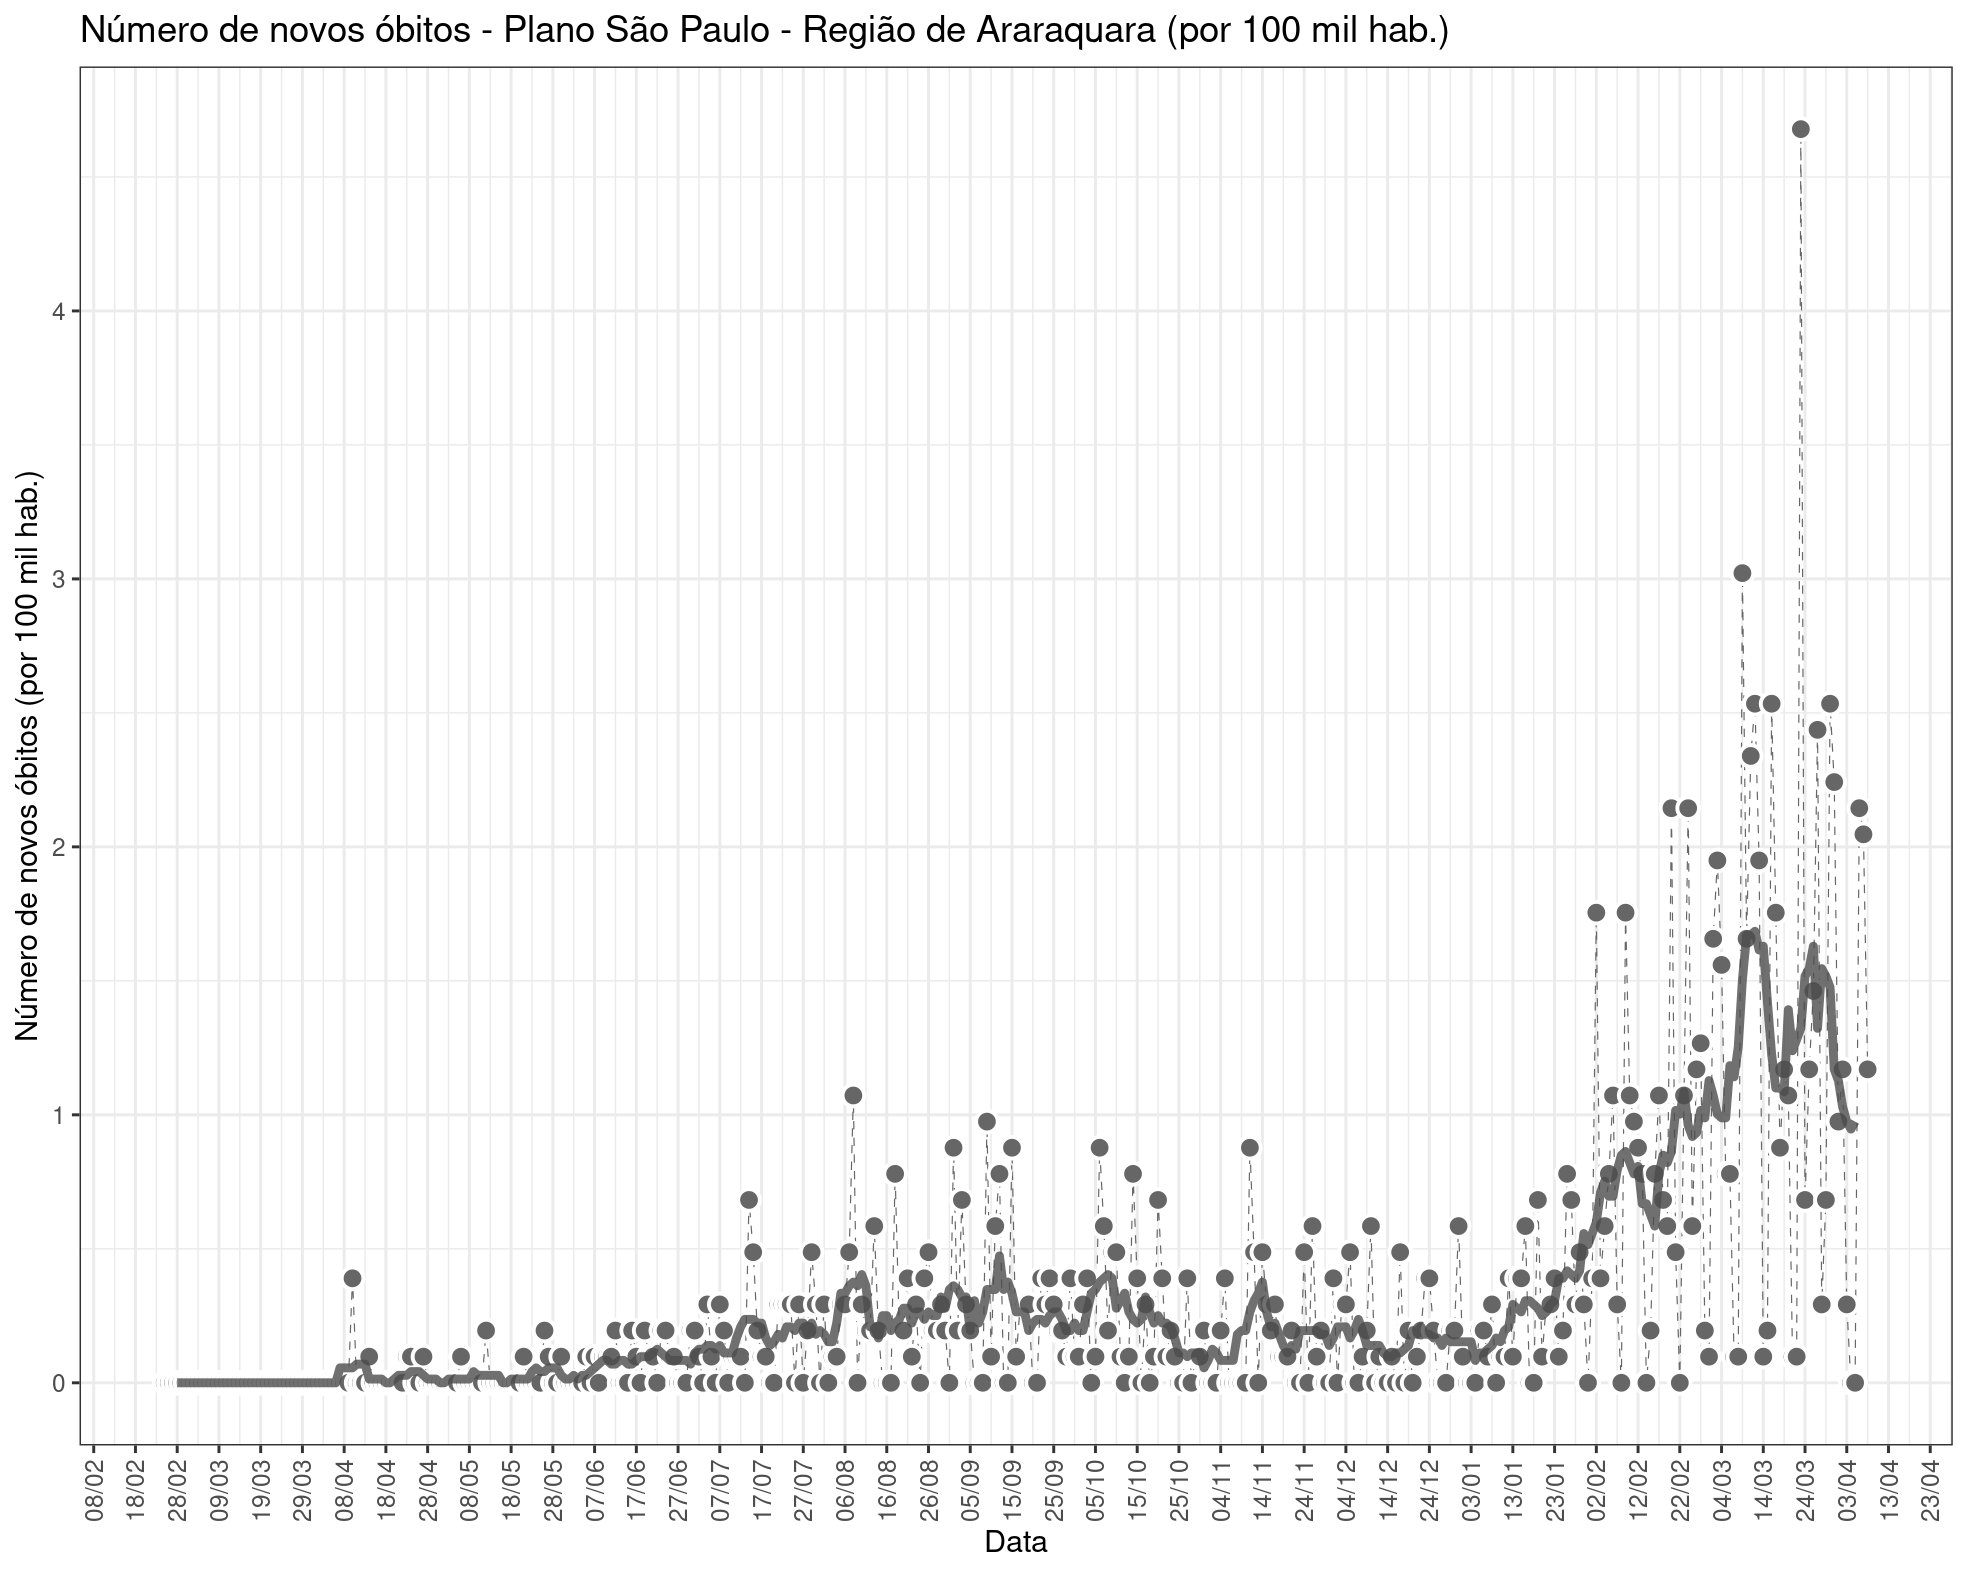 Número de novos óbitos - Plano São Paulo - Região de Araraquara (por 100 mil hab.)
Número de novos óbitos (por 100 mil hab.)
4
3
2
1
0
08/02 18/02 28/02 09/03 19/03 29/03 08/04 18/04 28/04 08/05 18/05 28/05 07/06 17/06 27/06 07/07 17/07 27/07 06/08 16/08 26/08 05/09 15/09 25/09 05/10 15/10 25/10 04/11 14/11 24/11 04/12 14/12 24/12 03/01 13/01 23/01 02/02 12/02 22/02 04/03 14/03 24/03 03/04 13/04 23/04
Data